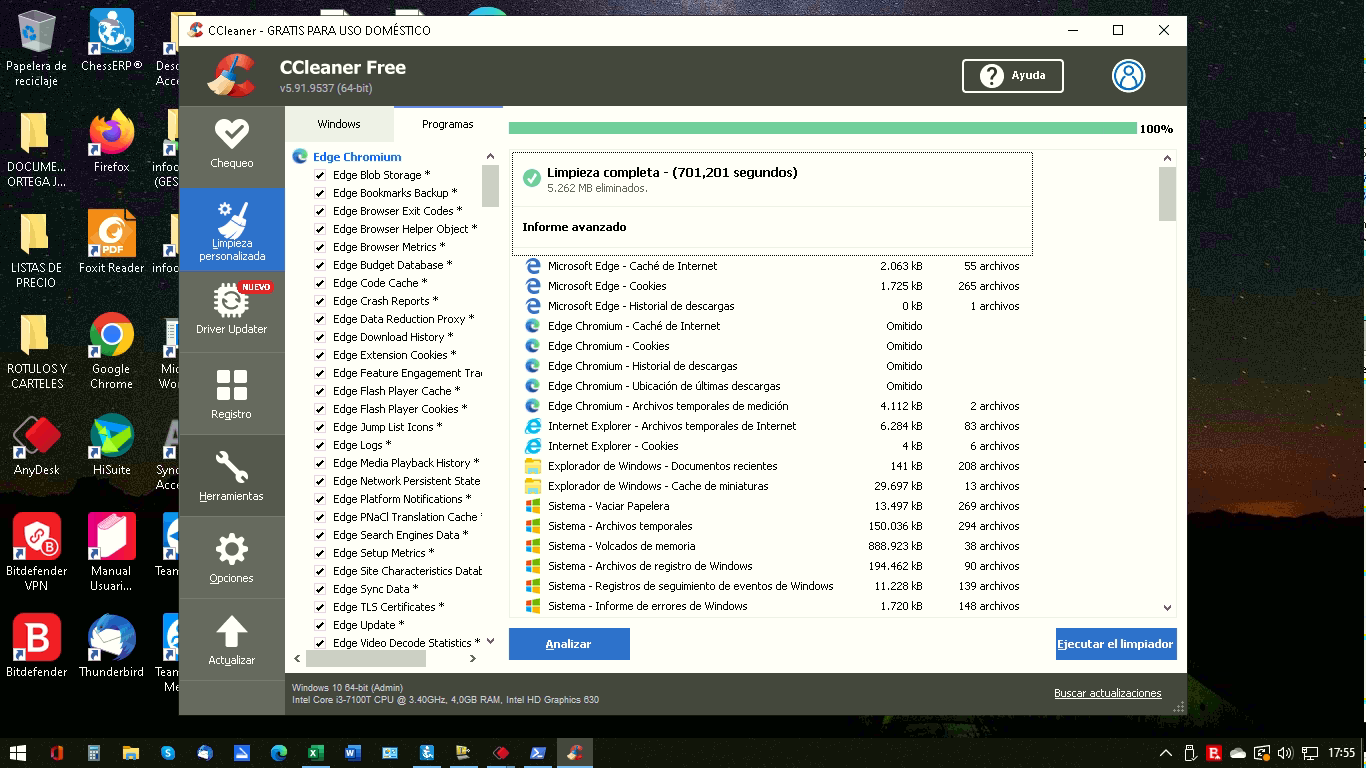 CCleaner - GRATIS PARA USO DOMÉSTICO
CCleaner Free
v5.91.9537 (64-bit)
Ayuda
Papelera de
reciclaje
ChessERP®
Desc
Acce
DOCUME...
ORTEGA J...
Firefox
infoc
(GES
LISTAS DE
PRECIO
Foxit Reader
PDF
infoc
ROTULOS Y
CARTELES
Google
Chrome
Mic
Wor
AnyDesk
HiSuite
Sync
Acce
Bitdefender
VPN
Manual
Usuari...
Team
Bitdefender
Thunderbird
Team
Me
Chequeo
Limpieza
personalizada
NUEVO
Driver Updater
Registro
Herramientas
Opciones
Actualizar
Windows
Programas
Edge Chromium
Edge Blob Storage *
Edge Bookmarks Backup *
Edge Browser Exit Codes *
Edge Browser Helper Object *
Edge Browser Metrics *
Edge Budget Database *
Edge Code Cache *
Edge Crash Reports *
Edge Data Reduction Proxy *
Edge Download History *
Edge Extension Cookies *
Edge Feature Engagement Trac
Edge Flash Player Cache *
Edge Flash Player Cookies *
Edge Jump List Icons *
Edge Logs *
Edge Media Playback History *
Edge Network Persistent State
Edge Platform Notifications *
Edge PNaCl Translation Cache *
Edge Search Engines Data *
Edge Setup Metrics *
Edge Site Characteristics Datab
Edge Sync Data *
Edge TLS Certificates *
Edge Update *
Edge Video Decode Statistics *
100%
Limpieza completa - (701,201 segundos)
5.262 MB eliminados.
Informe avanzado
Microsoft Edge - Caché de Internet 2.063 kB 55 archivos
Microsoft Edge - Cookies 1.725 kB 265 archivos
Microsoft Edge - Historial de descargas 0 kB 1 archivos
Edge Chromium - Caché de Internet Omitido
Edge Chromium - Cookies Omitido
Edge Chromium - Historial de descargas Omitido
Edge Chromium - Ubicación de últimas descargas Omitido
Edge Chromium - Archivos temporales de medición 4.112 kB 2 archivos
Internet Explorer - Archivos temporales de Internet 6.284 kB 83 archivos
Internet Explorer - Cookies 4 kB 6 archivos
Explorador de Windows - Documentos recientes 141 kB 208 archivos
Explorador de Windows - Cache de miniaturas 29.697 kB 13 archivos
Sistema - Vaciar Papelera 13.497 kB 269 archivos
Sistema - Archivos temporales 150.036 kB 294 archivos
Sistema - Volcados de memoria 888.923 kB 38 archivos
Sistema - Archivos de registro de Windows 194.462 kB 90 archivos
Sistema - Registros de seguimiento de eventos de Windows 11.228 kB 139 archivos
Sistema - Informe de errores de Windows 1.720 kB 148 archivos
Analizar
Ejecutar el limpiador
Windows 10 64-bit (Admin)
Intel Core i3-7100T CPU @ 3.40GHz, 4,0GB RAM, Intel HD Graphics 630
Buscar actualizaciones
17:55